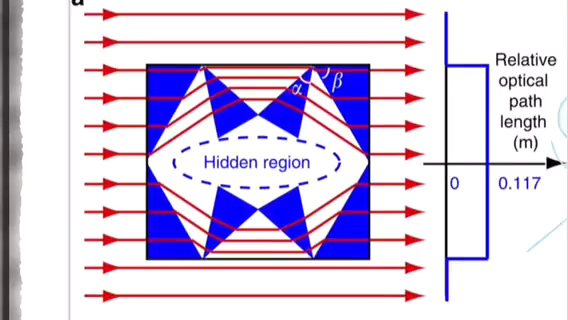 a
β
α
Hidden region
Relative
optical
path
length
(m)
0
0.117